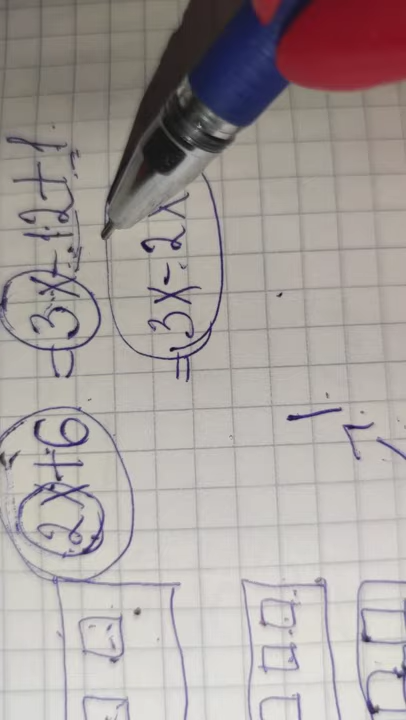 2x+6 = 3x-12+1
= 3x-2x